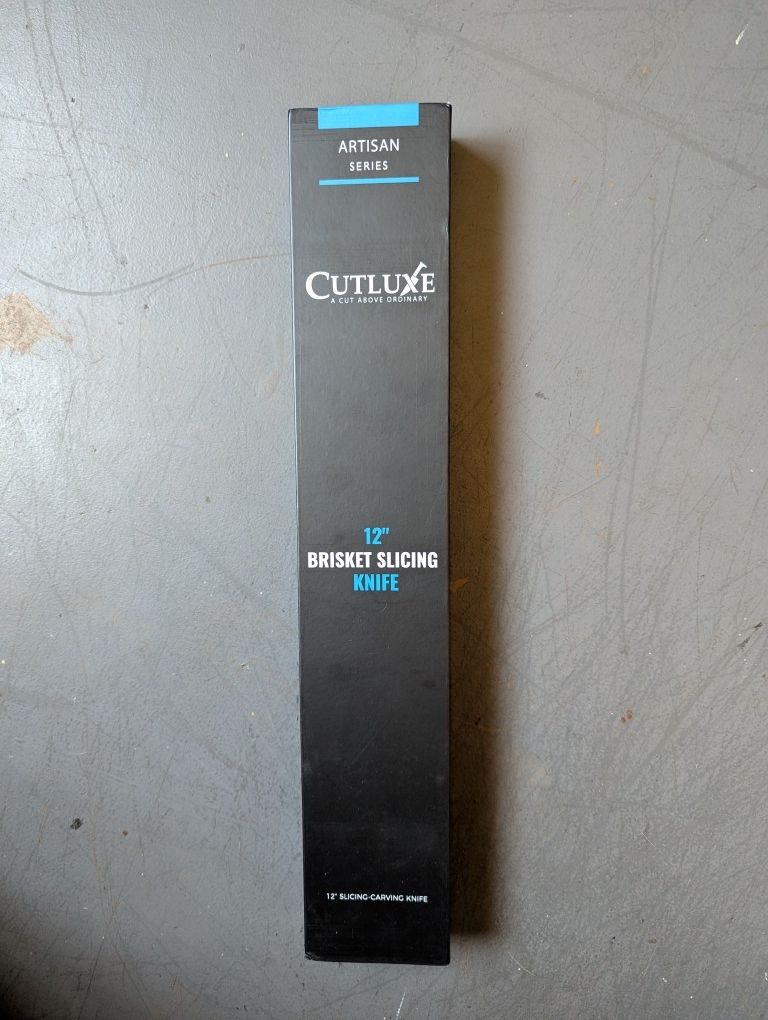 ARTISAN
SERIES
CUTLUXE
A CUT ABOVE ORDINARY
12"
BRISKET SLICING
KNIFE
12" SLICING-CARVING KNIFE